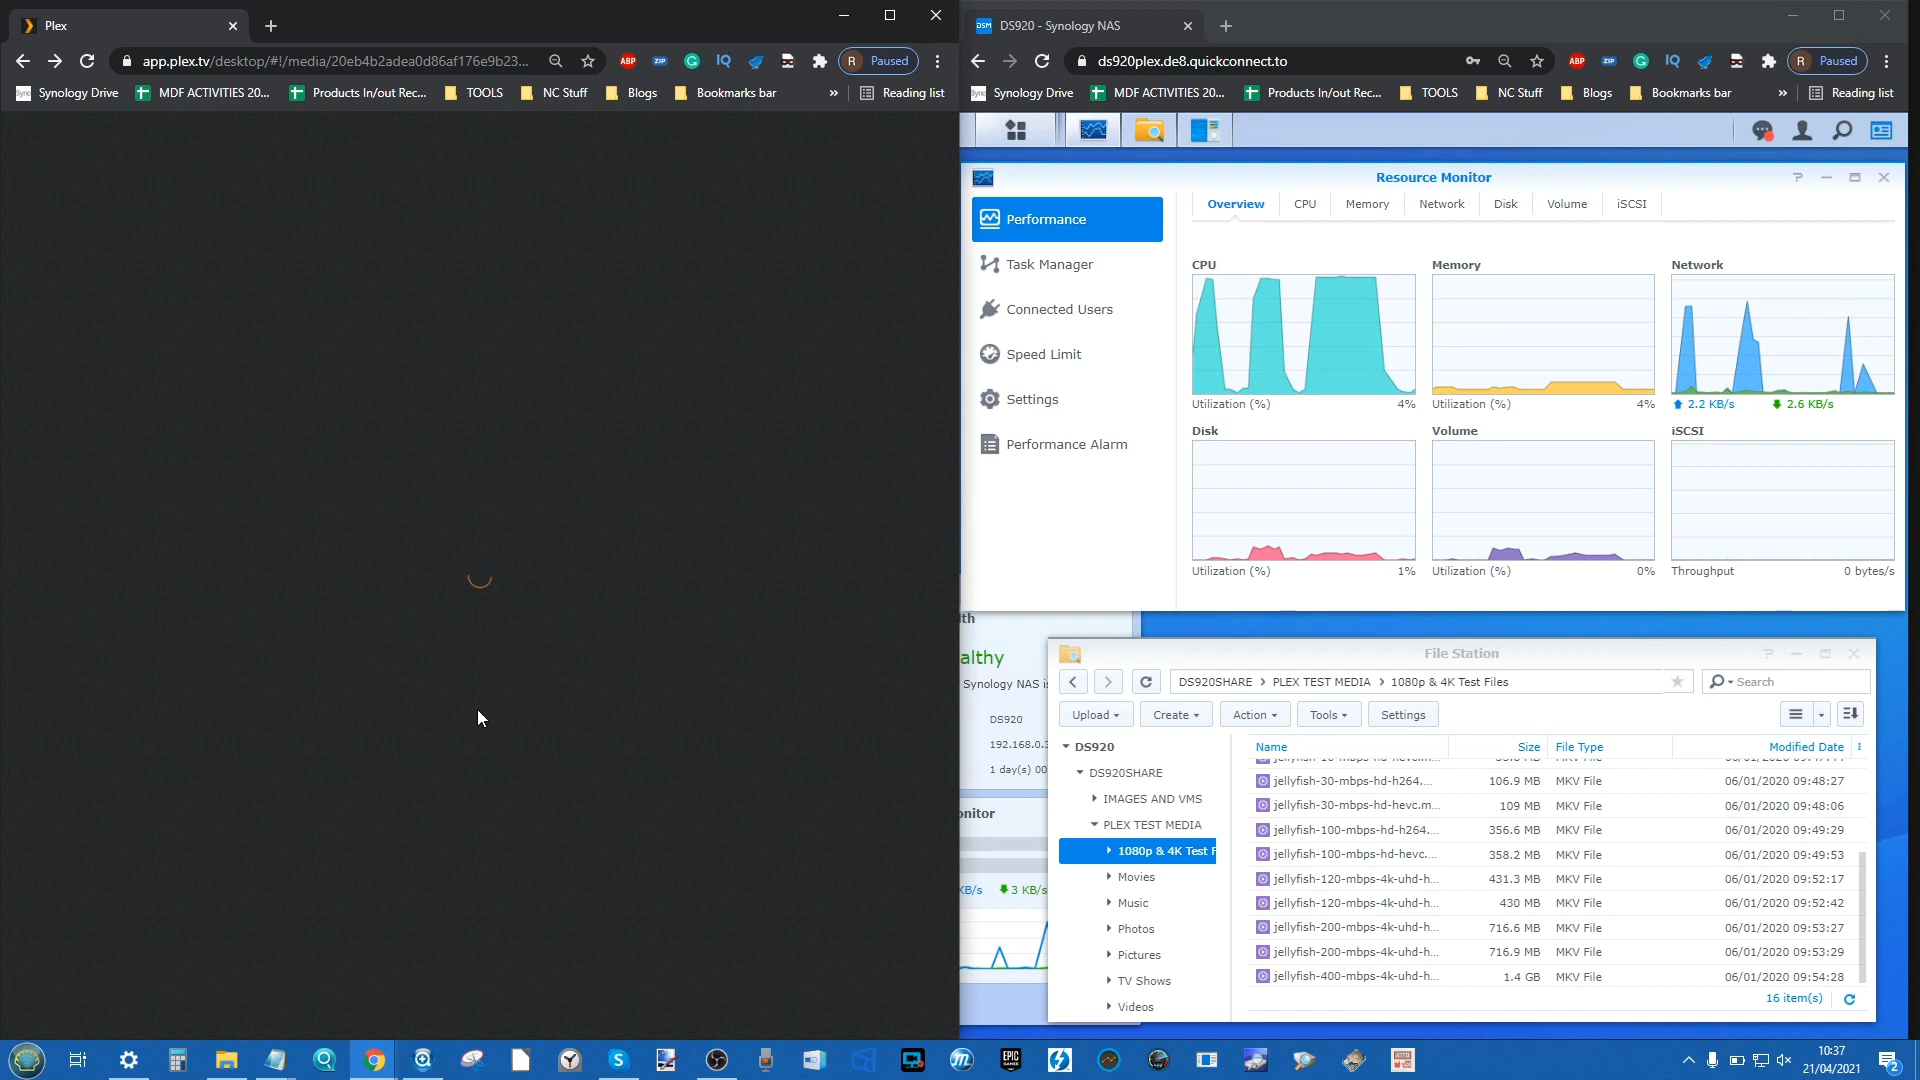 Plex
app.plex.tv/desktop/#!/media/20eb4b2adea0d86af176e9b23...
ABP
ZIP
IQ
R Paused
Synology Drive
MDF ACTIVITIES 20...
Products In/out Rec...
TOOLS
NC Stuff
Blogs
Bookmarks bar
»
Reading list
DSM
DS920 - Synology NAS
ds920plex.de8.quickconnect.to
ABP
ZIP
IQ
R Paused
Synology Drive
MDF ACTIVITIES 20...
Products In/out Rec...
TOOLS
NC Stuff
Blogs
Bookmarks bar
»
Reading list
Resource Monitor
Performance
Task Manager
Connected Users
Speed Limit
Settings
Performance Alarm
Overview
CPU
Memory
Network
Disk
Volume
iSCSI
CPU
Utilization (%) 4%
Memory
Utilization (%) 4%
Network
2.2 KB/s 2.6 KB/s
Disk
Utilization (%) 1%
Volume
Utilization (%) 0%
iSCSI
Throughput 0 bytes/s
lth
althy
Synology NAS is
DS920
192.168.0.3
1 day(s) 00
onitor
KB/s 3 KB/s
File Station
DS920SHARE > PLEX TEST MEDIA > 1080p & 4K Test Files
Search
Upload
Create
Action
Tools
Settings
DS920
DS920SHARE
IMAGES AND VMS
PLEX TEST MEDIA
1080p & 4K Test F
Movies
Music
Photos
Pictures
TV Shows
Videos
Name Size File Type Modified Date
jellyfish-30-mbps-hd-h264.... 106.9 MB MKV File 06/01/2020 09:48:27
jellyfish-30-mbps-hd-hevc.m... 109 MB MKV File 06/01/2020 09:48:06
jellyfish-100-mbps-hd-h264.... 356.6 MB MKV File 06/01/2020 09:49:29
jellyfish-100-mbps-hd-hevc.... 358.2 MB MKV File 06/01/2020 09:49:53
jellyfish-120-mbps-4k-uhd-h... 431.3 MB MKV File 06/01/2020 09:52:17
jellyfish-120-mbps-4k-uhd-h... 430 MB MKV File 06/01/2020 09:52:42
jellyfish-200-mbps-4k-uhd-h... 716.6 MB MKV File 06/01/2020 09:53:27
jellyfish-200-mbps-4k-uhd-h... 716.9 MB MKV File 06/01/2020 09:53:29
jellyfish-400-mbps-4k-uhd-h... 1.4 GB MKV File 06/01/2020 09:54:28
16 item(s)
EPIC GAMES
10:37
21/04/2021
2